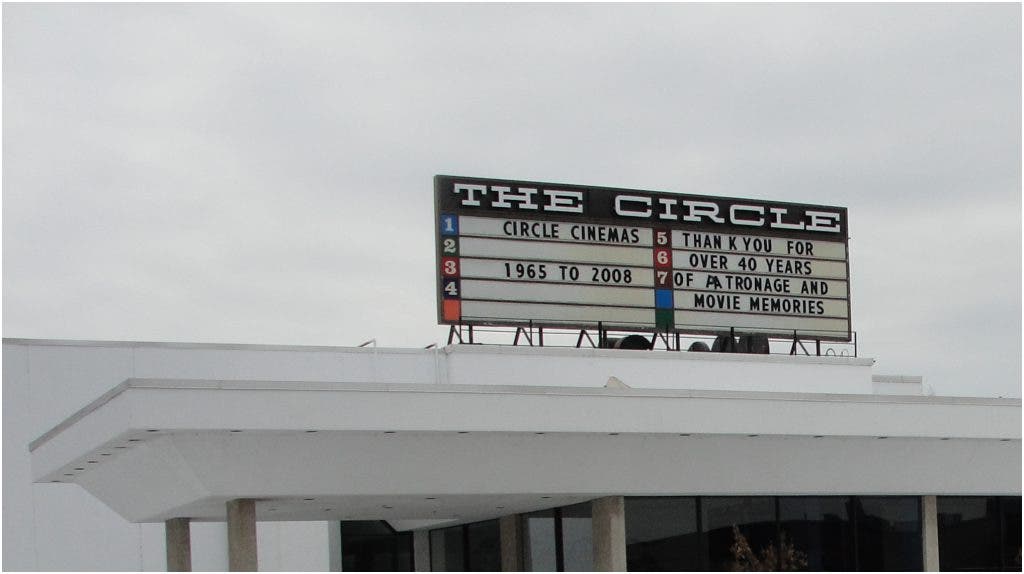 THE CIRCLE
1 CIRCLE CINEMAS
2
3 1965 TO 2008
4
5 THANK YOU FOR
6 OVER 40 YEARS
7 OF PATRONAGE AND
MOVIE MEMORIES